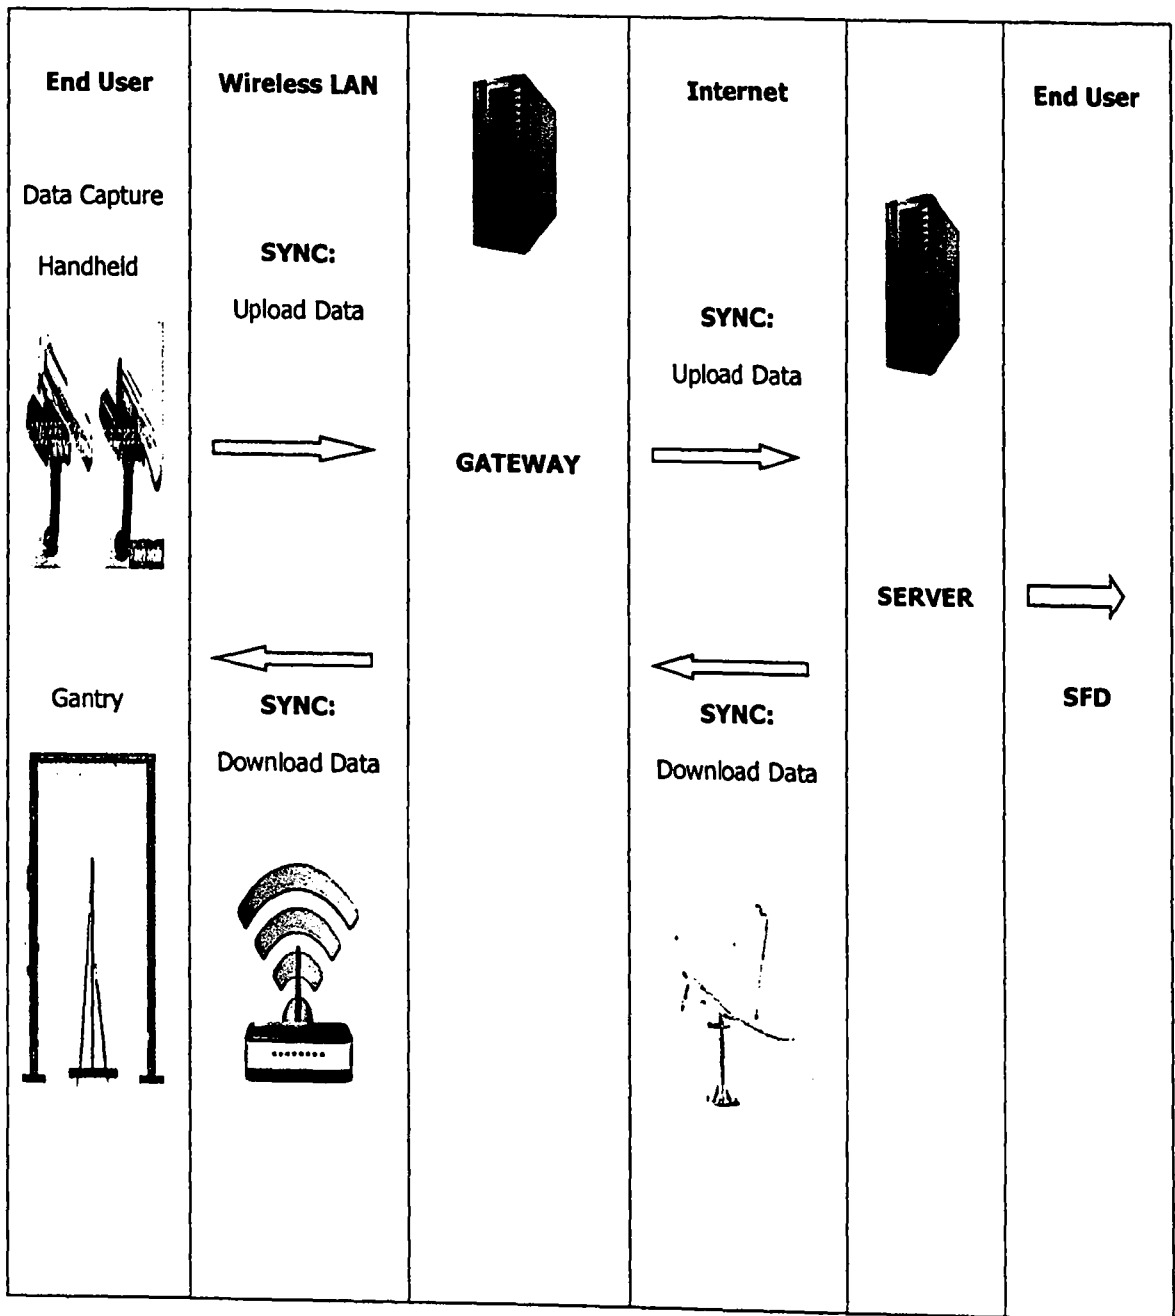 End User
Data Capture
Handheld
Gantry
Wireless LAN
SYNC:
Upload Data
SYNC:
Download Data
GATEWAY
Internet
SYNC:
Upload Data
SYNC:
Download Data
SERVER
End User
SFD